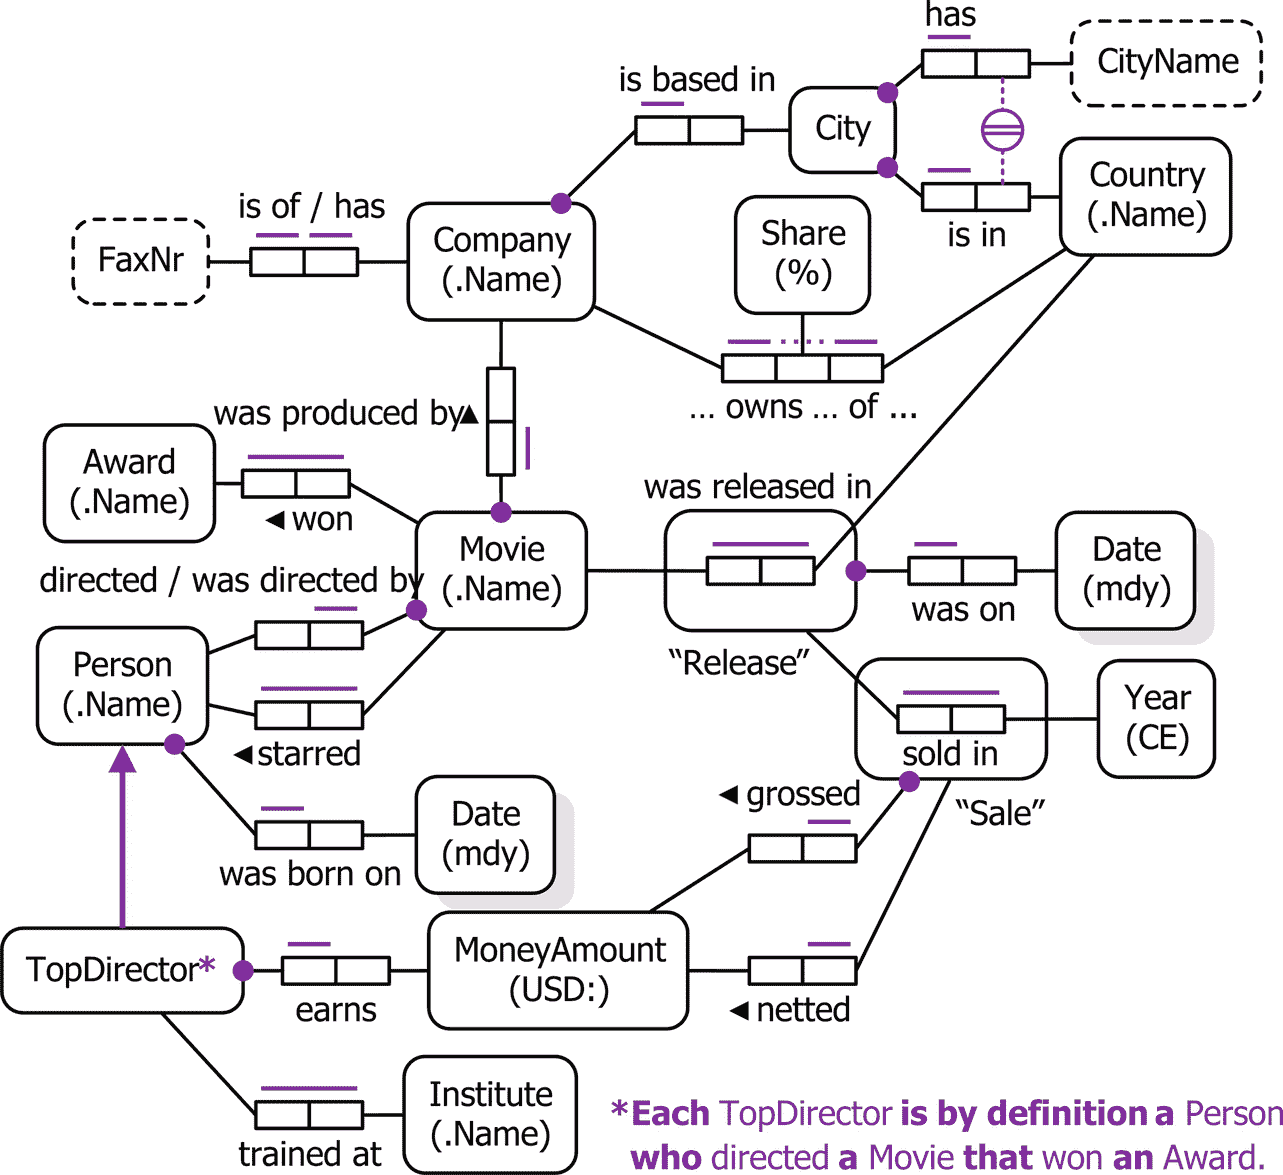 has
CityName
is based in
City
Country
(.Name)
is of / has
Share
(%)
is in
FaxNr
Company
(.Name)
... owns ... of ...
was produced by▲
Award
(.Name)
was released in
◄ won
Movie
(.Name)
Date
(mdy)
directed / was directed by
was on
Person
(.Name)
“Release”
Year
(CE)
◄ starred
sold in
◄ grossed
“Sale”
Date
(mdy)
was born on
TopDirector*
MoneyAmount
(USD:)
earns
◄ netted
Institute
(.Name)
trained at
*Each TopDirector is by definition a Person
who directed a Movie that won an Award.